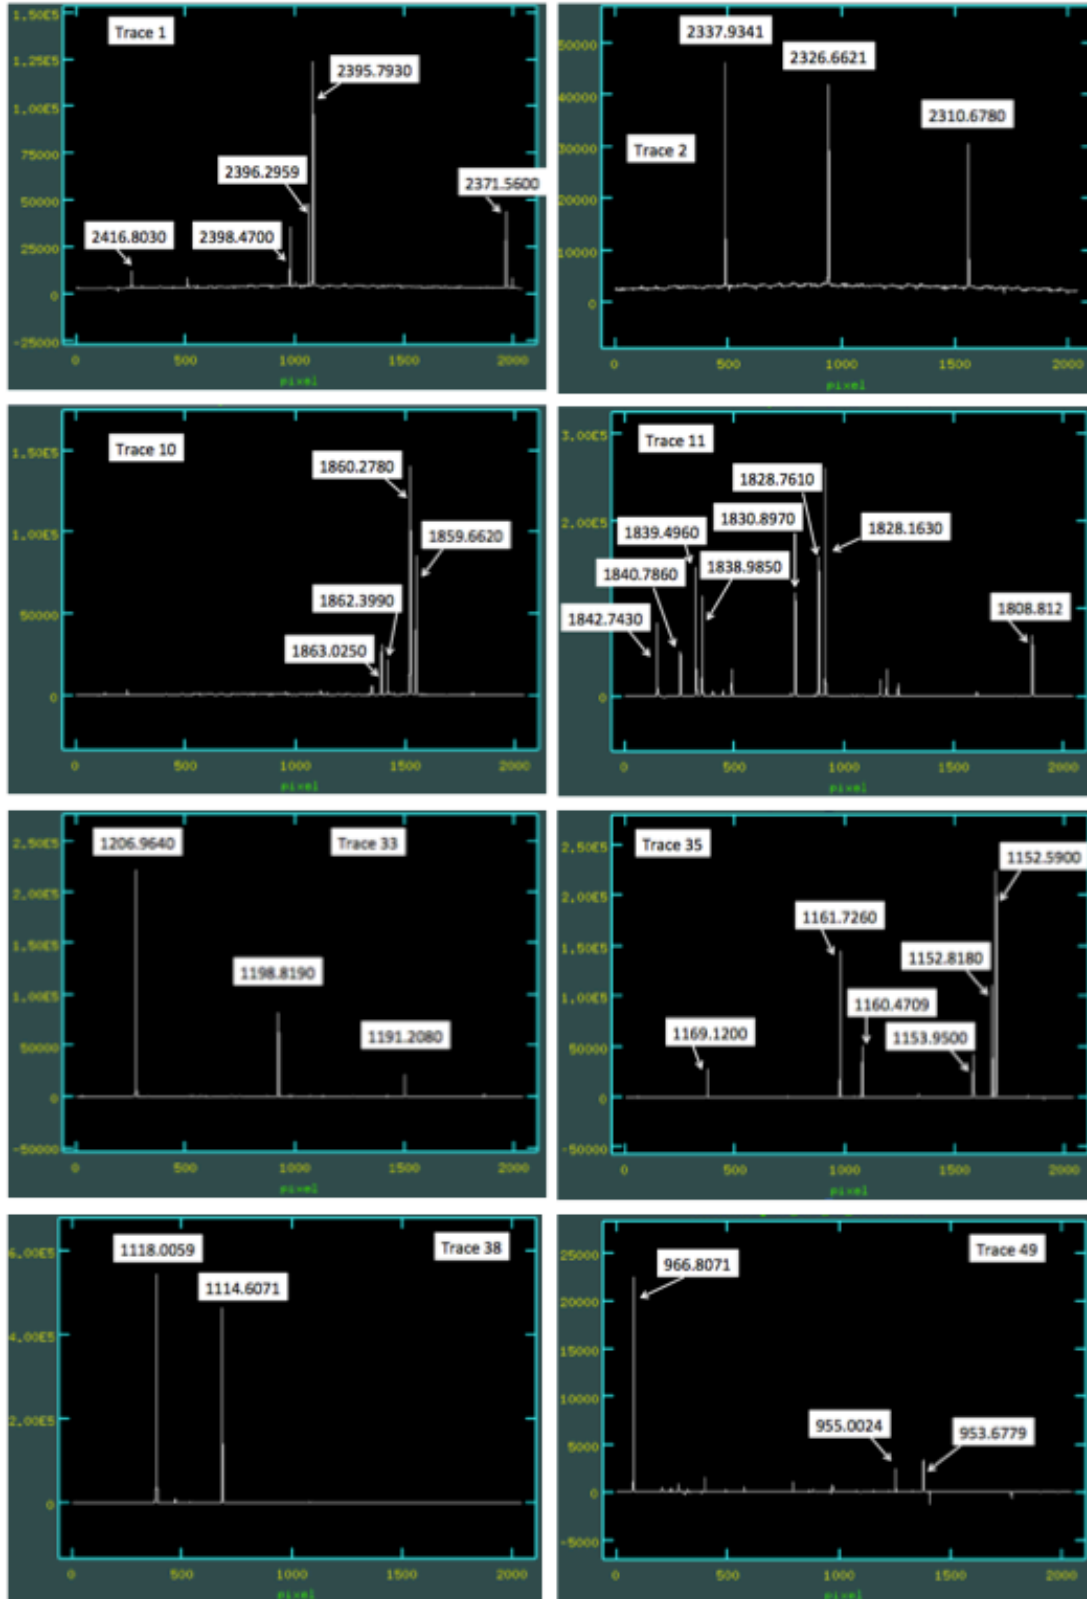 Trace 1
1.50E5
1.25E5
2395.7930
1.00E5
75000
2396.2959
2371.5600
50000
2416.8030
2398.4700
25000
0
-25000
0 500 1000 1500 2000
pixel
2337.9341
50000
2326.6621
40000
2310.6780
Trace 2
30000
20000
10000
0
0 500 1000 1500 2000
pixel
Trace 10
1.50E5
1860.2780
1.00E5
1859.6620
1862.3990
50000
1863.0250
0
0 500 1000 1500 2000
pixel
3.00E5
Trace 11
1828.7610
1830.8970
2.00E5
1839.4960
1828.1630
1838.9850
1840.7860
1842.7430
1808.812
0
0 500 1000 1500 2000
pixel
1206.9640
Trace 33
2.50E5
2.00E5
1.50E5
1198.8190
1.00E5
1191.2080
50000
0
-50000
0 500 1000 1500 2000
pixel
Trace 35
2.50E5
1152.5900
2.00E5
1161.7260
1.50E5
1152.8180
1160.4709
1.00E5
1169.1200
1153.9500
50000
0
-50000
0 500 1000 1500 2000
pixel
1118.0059
Trace 38
6.00E5
1114.6071
4.00E5
2.00E5
0
0 500 1000 1500 2000
pixel
Trace 49
25000
966.8071
20000
15000
10000
955.0024
953.6779
5000
0
-5000
0 500 1000 1500 2000
pixel